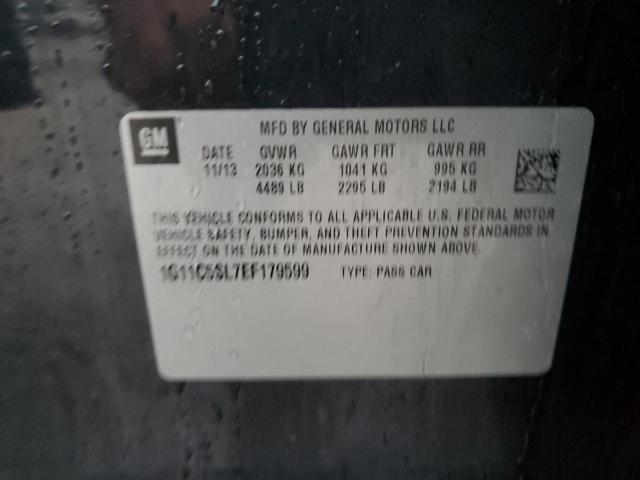 GM
MFD BY GENERAL MOTORS LLC
DATE GVWR GAWR FRT GAWR RR
11/13 2036 KG 1041 KG 995 KG
4489 LB 2295 LB 2194 LB
THIS VEHICLE CONFORMS TO ALL APPLICABLE U.S. FEDERAL MOTOR
VEHICLE SAFETY, BUMPER, AND THEFT PREVENTION STANDARDS IN
EFFECT ON THE DATE OF MANUFACTURE SHOWN ABOVE.
1G11C5SL7EF179599 TYPE: PASS CAR